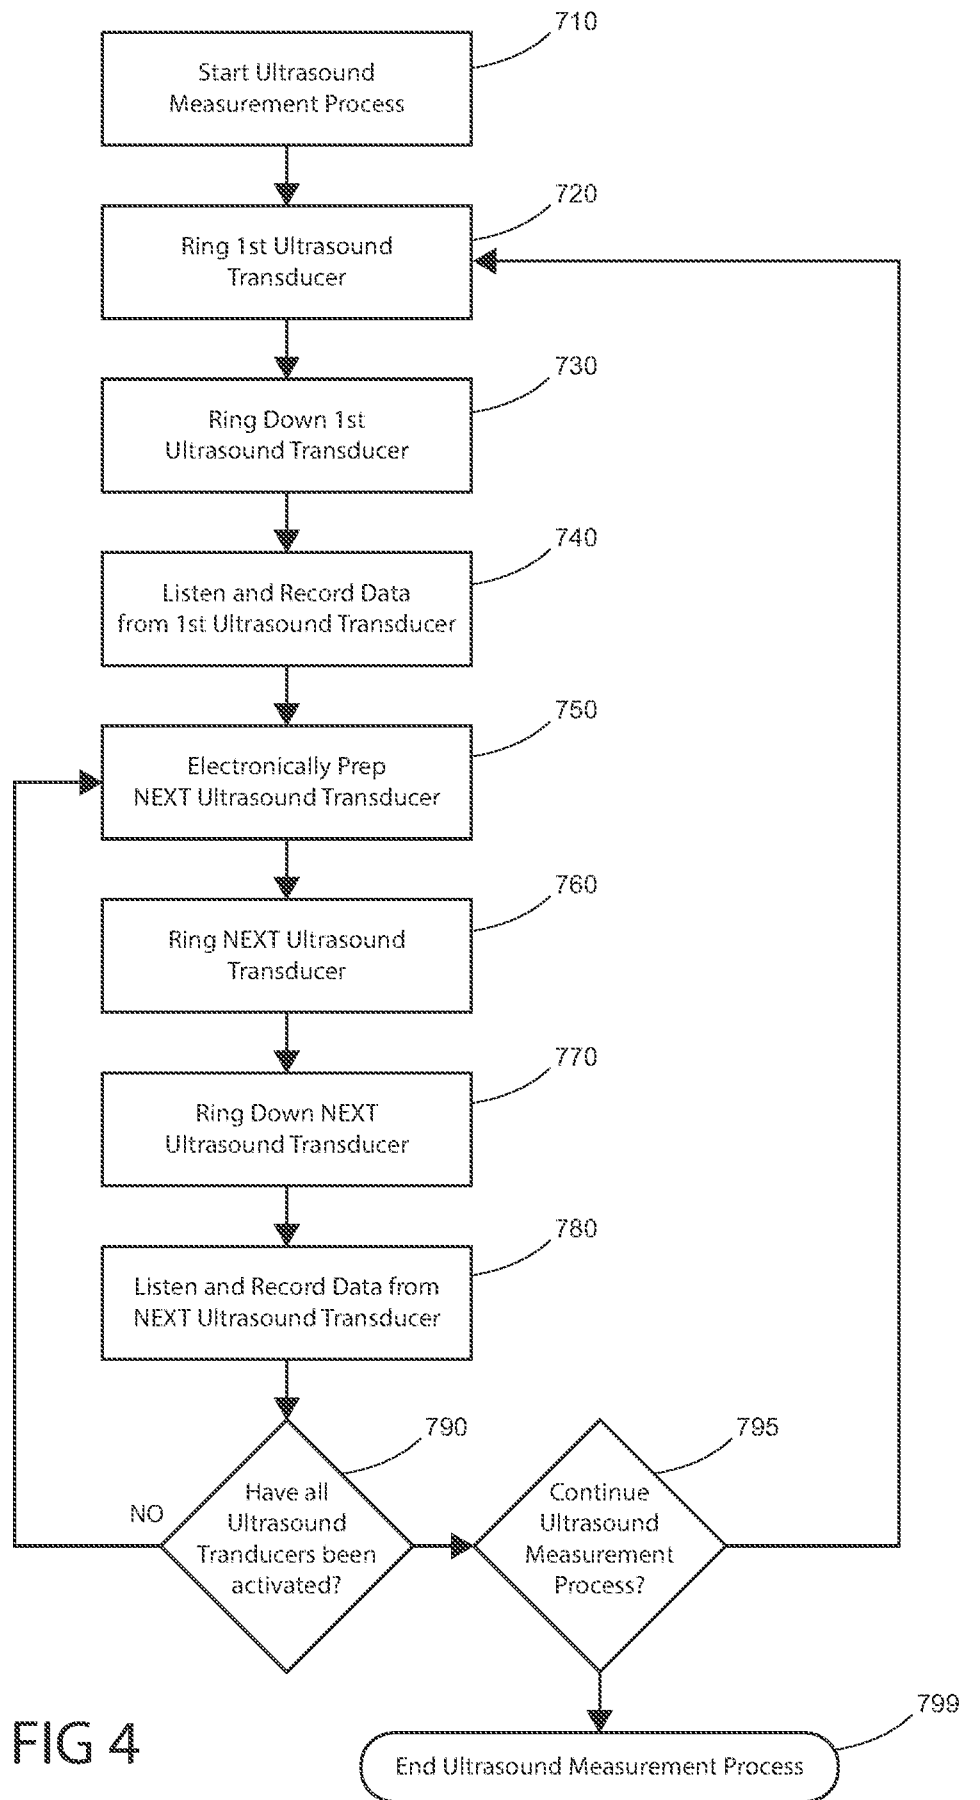 710
Start Ultrasound
Measurement Process
720
Ring 1st Ultrasound
Transducer
730
Ring Down 1st
Ultrasound Transducer
740
Listen and Record Data
from 1st Ultrasound Transducer
750
Electronically Prep
NEXT Ultrasound Transducer
760
Ring NEXT Ultrasound
Transducer
770
Ring Down NEXT
Ultrasound Transducer
780
Listen and Record Data from
NEXT Ultrasound Transducer
790
Have all
Ultrasound
Tranducers been
activated?
NO
795
Continue
Ultrasound
Measurement
Process?
799
End Ultrasound Measurement Process
FIG 4